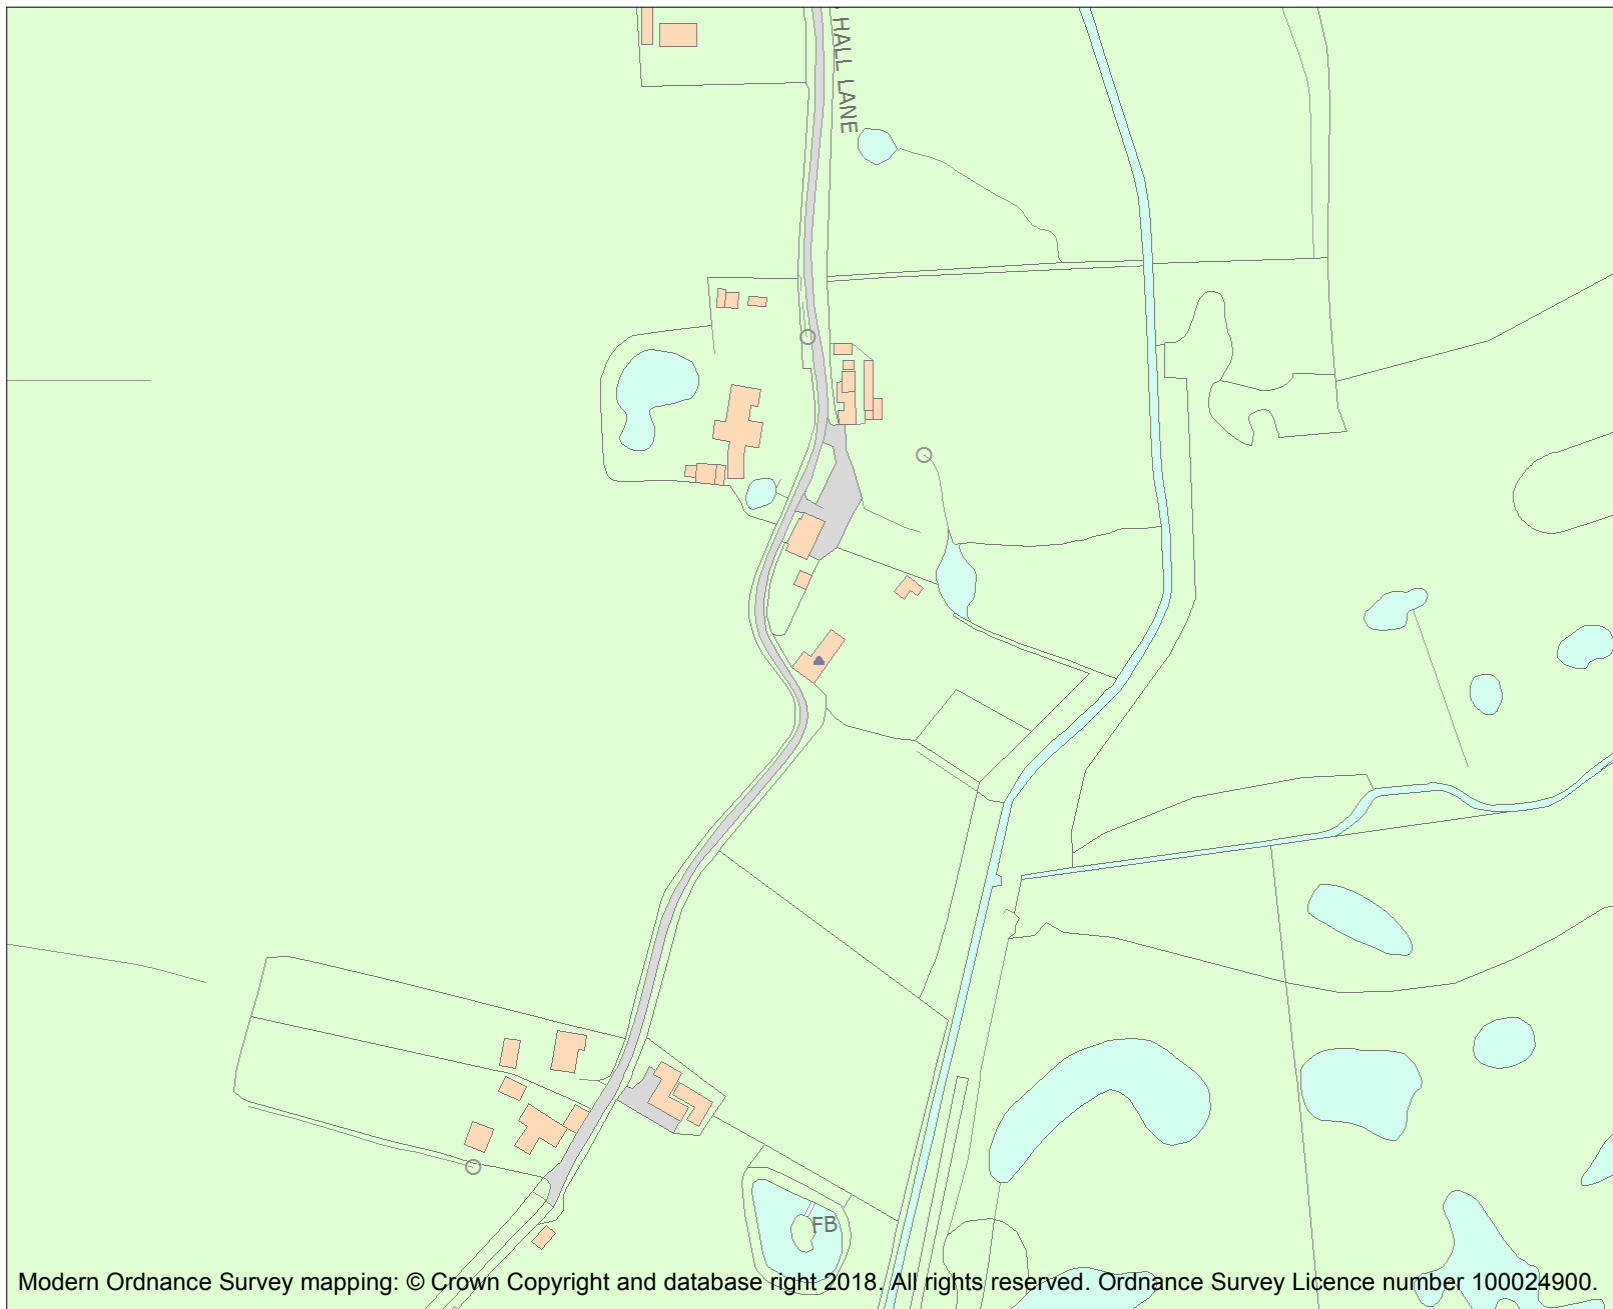 HALL LANE
FB
Modern Ordnance Survey mapping: © Crown Copyright and database right 2018. All rights reserved. Ordnance Survey Licence number 100024900.